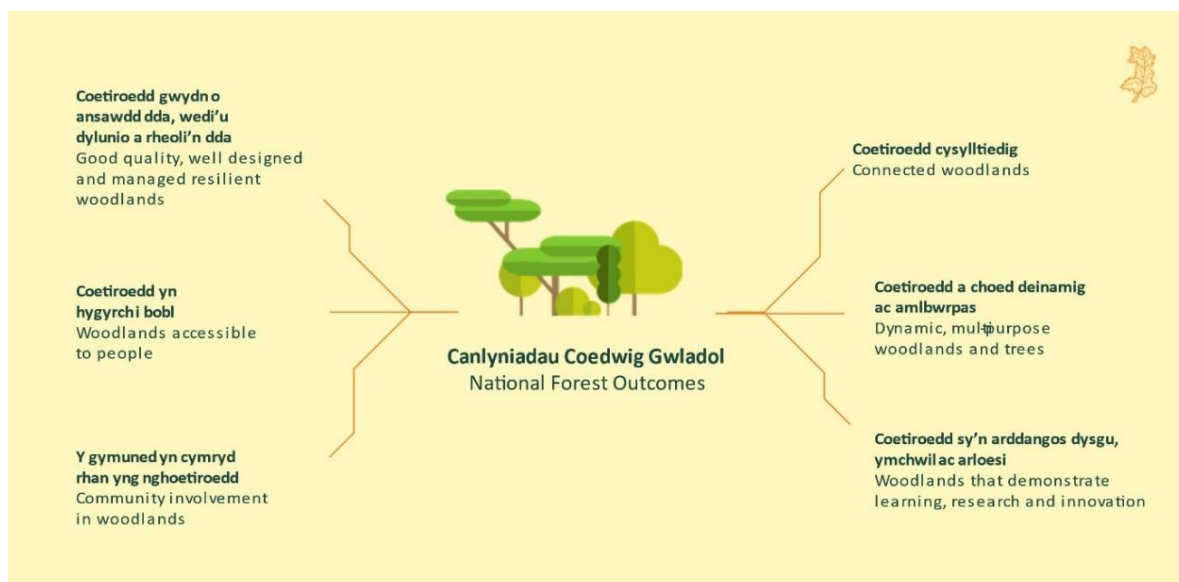 Coetiroedd gwydn o
ansawdd dda, wedi'u
dylunio a rheoli'n dda
Good quality, well designed
and managed resilient
woodlands
Coetiroedd yn
hygyrch i bobl
Woodlands accessible
to people
Y gymuned yn cymryd
rhan yng nghoetiroedd
Community involvement
in woodlands
Canlyniadau Coedwig Gwladol
National Forest Outcomes
Coetiroedd cysylltiedig
Connected woodlands
Coetiroedd a choed deinamig
ac amlbwrpas
Dynamic, multi-purpose
woodlands and trees
Coetiroedd sy'n arddangos dysgu,
ymchwil ac arloesi
Woodlands that demonstrate
learning, research and innovation